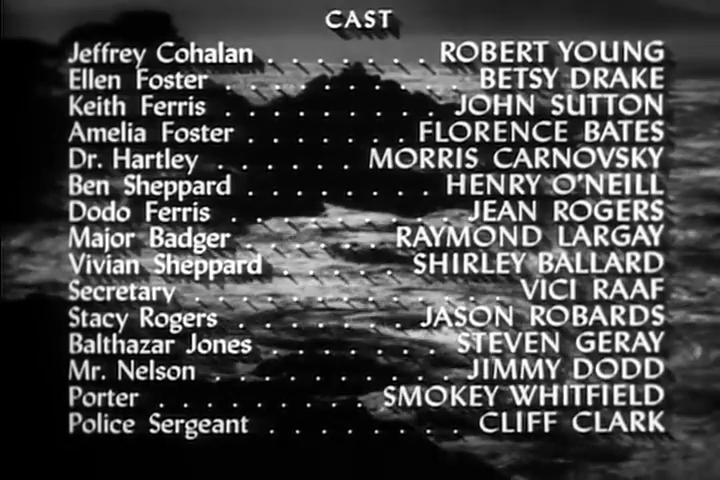 CAST
Jeffrey Cohalan . . . . . . . ROBERT YOUNG
Ellen Foster . . . . . . . . . . BETSY DRAKE
Keith Ferris . . . . . . . . . . JOHN SUTTON
Amelia Foster . . . . . . . FLORENCE BATES
Dr. Hartley . . . . . . MORRIS CARNOVSKY
Ben Sheppard . . . . . . . . HENRY O'NEILL
Dodo Ferris . . . . . . . . . . JEAN ROGERS
Major Badger . . . . . . RAYMOND LARGAY
Vivian Sheppard . . . . . SHIRLEY BALLARD
Secretary . . . . . . . . . . . . . VICI RAAF
Stacy Rogers . . . . . . . JASON ROBARDS
Balthazar Jones . . . . . . . STEVEN GERAY
Mr. Nelson . . . . . . . . . . JIMMY DODD
Porter . . . . . . . . . SMOKEY WHITFIELD
Police Sergeant . . . . . . . . CLIFF CLARK